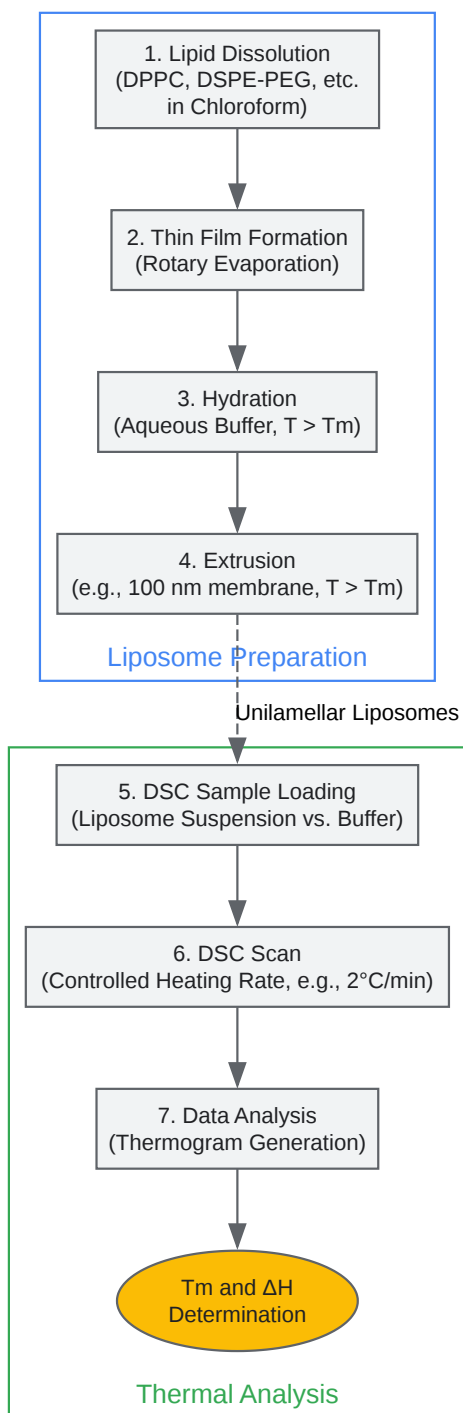 1. Lipid Dissolution
(DPPC, DSPE-PEG, etc.
in Chloroform)
2. Thin Film Formation
(Rotary Evaporation)
3. Hydration
(Aqueous Buffer, T > Tm)
4. Extrusion
(e.g., 100 nm membrane, T > Tm)
Liposome Preparation
Unilamellar Liposomes
5. DSC Sample Loading
(Liposome Suspension vs. Buffer)
6. DSC Scan
(Controlled Heating Rate, e.g., 2°C/min)
7. Data Analysis
(Thermogram Generation)
Tm and ΔH
Determination
Thermal Analysis